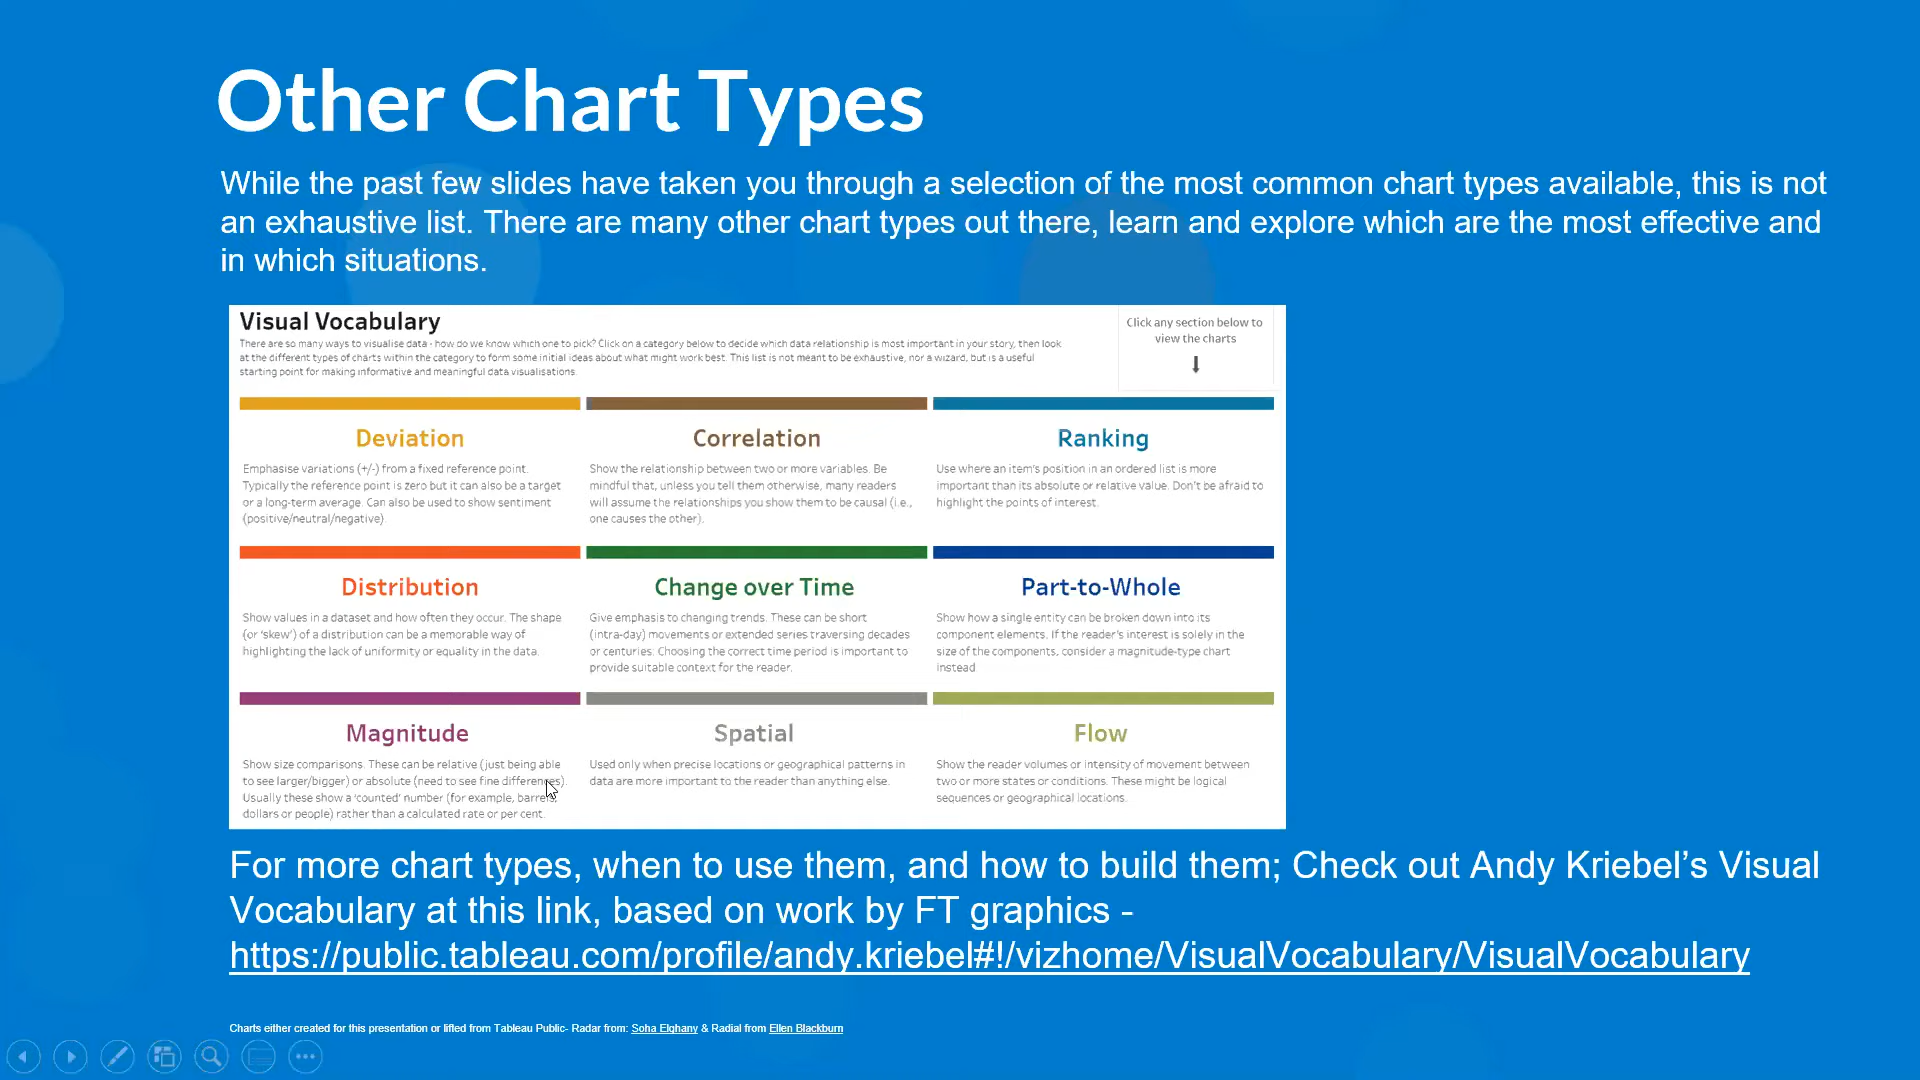 Other Chart Types
While the past few slides have taken you through a selection of the most common chart types available, this is not
an exhaustive list. There are many other chart types out there, learn and explore which are the most effective and
in which situations.
Visual Vocabulary
There are so many ways to visualise data - how do we know which one to pick? Click on a category below to decide which data relationship is most important in your story, then look
at the different types of charts within the category to form some initial ideas about what might work best. This list is not meant to be exhaustive, nor a wizard, but is a useful
starting point for making informative and meaningful data visualisations.
Click any section below to
view the charts
Deviation
Emphasise variations (+/-) from a fixed reference point.
Typically the reference point is zero but it can also be a target
or a long-term average. Can also be used to show sentiment
(positive/neutral/negative).
Correlation
Show the relationship between two or more variables. Be
mindful that, unless you tell them otherwise, many readers
will assume the relationships you show them to be causal (i.e.,
one causes the other).
Ranking
Use where an item's position in an ordered list is more
important than its absolute or relative value. Don't be afraid to
highlight the points of interest.
Distribution
Show values in a dataset and how often they occur. The shape
(or 'skew') of a distribution can be a memorable way of
highlighting the lack of uniformity or equality in the data.
Change over Time
Give emphasis to changing trends. These can be short
(intra-day) movements or extended series traversing decades
or centuries. Choosing the correct time period is important to
provide suitable context for the reader.
Part-to-Whole
Show how a single entity can be broken down into its
component elements. If the reader's interest is solely in the
size of the components, consider a magnitude-type chart
instead
Magnitude
Show size comparisons. These can be relative (just being able
to see larger/bigger) or absolute (need to see fine differences).
Usually these show a 'counted' number (for example, barrels,
dollars or people) rather than a calculated rate or per cent.
Spatial
Used only when precise locations or geographical patterns in
data are more important to the reader than anything else.
Flow
Show the reader volumes or intensity of movement between
two or more states or conditions. These might be logical
sequences or geographical locations.
For more chart types, when to use them, and how to build them; Check out Andy Kriebel’s Visual
Vocabulary at this link, based on work by FT graphics -
https://public.tableau.com/profile/andy.kriebel#!/vizhome/VisualVocabulary/VisualVocabulary
Charts either created for this presentation or lifted from Tableau Public- Radar from: Soha Elghany & Radial from Ellen Blackburn